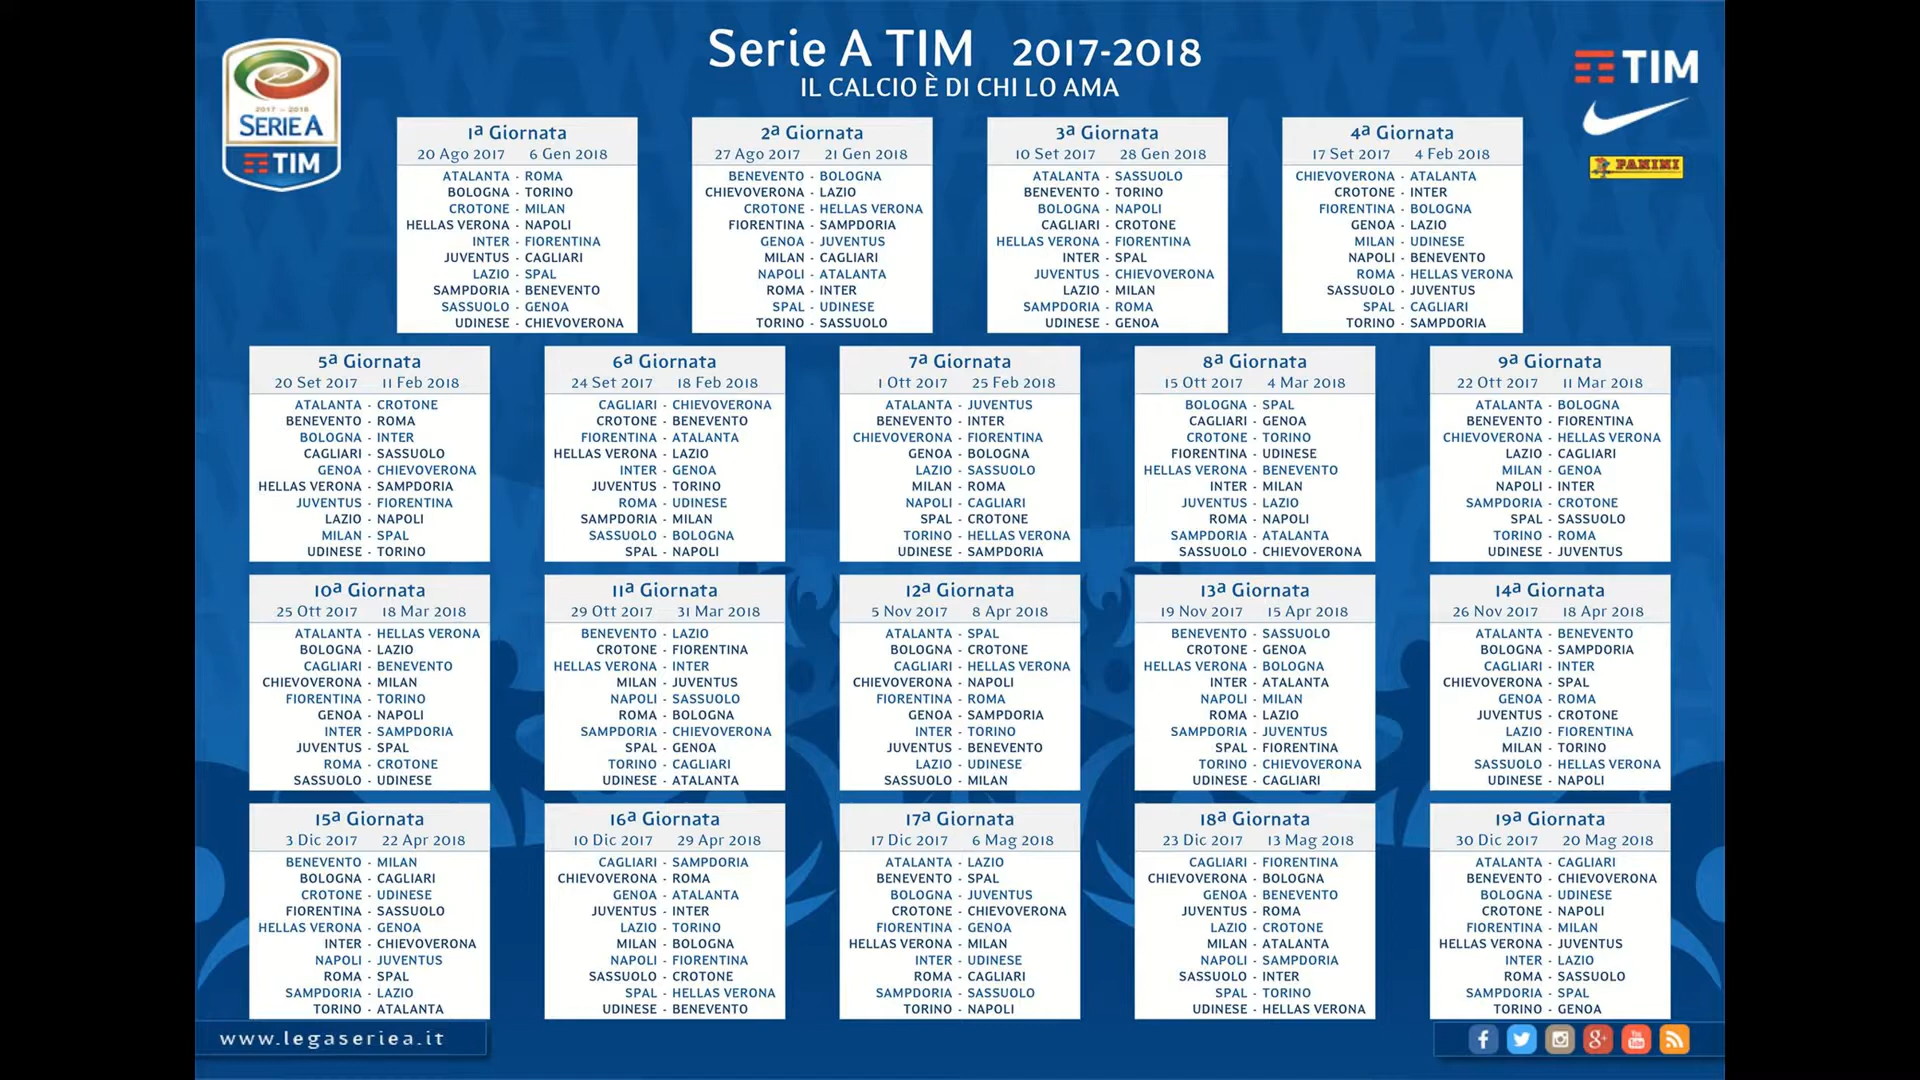 Serie A TIM 2017-2018
IL CALCIO È DI CHI LO AMA
2017 - 2018
SERIE A
TIM
TIM
PANINI
1ª Giornata
20 Ago 2017 6 Gen 2018
ATALANTA - ROMA
BOLOGNA - TORINO
CROTONE - MILAN
HELLAS VERONA - NAPOLI
INTER - FIORENTINA
JUVENTUS - CAGLIARI
LAZIO - SPAL
SAMPDORIA - BENEVENTO
SASSUOLO - GENOA
UDINESE - CHIEVOVERONA
2ª Giornata
27 Ago 2017 21 Gen 2018
BENEVENTO - BOLOGNA
CHIEVOVERONA - LAZIO
CROTONE - HELLAS VERONA
FIORENTINA - SAMPDORIA
GENOA - JUVENTUS
MILAN - CAGLIARI
NAPOLI - ATALANTA
ROMA - INTER
SPAL - UDINESE
TORINO - SASSUOLO
3ª Giornata
10 Set 2017 28 Gen 2018
ATALANTA - SASSUOLO
BENEVENTO - TORINO
BOLOGNA - NAPOLI
CAGLIARI - CROTONE
HELLAS VERONA - FIORENTINA
INTER - SPAL
JUVENTUS - CHIEVOVERONA
LAZIO - MILAN
SAMPDORIA - ROMA
UDINESE - GENOA
4ª Giornata
17 Set 2017 4 Feb 2018
CHIEVOVERONA - ATALANTA
CROTONE - INTER
FIORENTINA - BOLOGNA
GENOA - LAZIO
MILAN - UDINESE
NAPOLI - BENEVENTO
ROMA - HELLAS VERONA
SASSUOLO - JUVENTUS
SPAL - CAGLIARI
TORINO - SAMPDORIA
5ª Giornata
20 Set 2017 11 Feb 2018
ATALANTA - CROTONE
BENEVENTO - ROMA
BOLOGNA - INTER
CAGLIARI - SASSUOLO
GENOA - CHIEVOVERONA
HELLAS VERONA - SAMPDORIA
JUVENTUS - FIORENTINA
LAZIO - NAPOLI
MILAN - SPAL
UDINESE - TORINO
6ª Giornata
24 Set 2017 18 Feb 2018
CAGLIARI - CHIEVOVERONA
CROTONE - BENEVENTO
FIORENTINA - ATALANTA
HELLAS VERONA - LAZIO
INTER - GENOA
JUVENTUS - TORINO
ROMA - UDINESE
SAMPDORIA - MILAN
SASSUOLO - BOLOGNA
SPAL - NAPOLI
7ª Giornata
1 Ott 2017 25 Feb 2018
ATALANTA - JUVENTUS
BENEVENTO - INTER
CHIEVOVERONA - FIORENTINA
GENOA - BOLOGNA
LAZIO - SASSUOLO
MILAN - ROMA
NAPOLI - CAGLIARI
SPAL - CROTONE
TORINO - HELLAS VERONA
UDINESE - SAMPDORIA
8ª Giornata
15 Ott 2017 4 Mar 2018
BOLOGNA - SPAL
CAGLIARI - GENOA
CROTONE - TORINO
FIORENTINA - UDINESE
HELLAS VERONA - BENEVENTO
INTER - MILAN
JUVENTUS - LAZIO
ROMA - NAPOLI
SAMPDORIA - ATALANTA
SASSUOLO - CHIEVOVERONA
9ª Giornata
22 Ott 2017 11 Mar 2018
ATALANTA - BOLOGNA
BENEVENTO - FIORENTINA
CHIEVOVERONA - HELLAS VERONA
LAZIO - CAGLIARI
MILAN - GENOA
NAPOLI - INTER
SAMPDORIA - CROTONE
SPAL - SASSUOLO
TORINO - ROMA
UDINESE - JUVENTUS
10ª Giornata
25 Ott 2017 18 Mar 2018
ATALANTA - HELLAS VERONA
BOLOGNA - LAZIO
CAGLIARI - BENEVENTO
CHIEVOVERONA - MILAN
FIORENTINA - TORINO
GENOA - NAPOLI
INTER - SAMPDORIA
JUVENTUS - SPAL
ROMA - CROTONE
SASSUOLO - UDINESE
11ª Giornata
29 Ott 2017 31 Mar 2018
BENEVENTO - LAZIO
CROTONE - FIORENTINA
HELLAS VERONA - INTER
MILAN - JUVENTUS
NAPOLI - SASSUOLO
ROMA - BOLOGNA
SAMPDORIA - CHIEVOVERONA
SPAL - GENOA
TORINO - CAGLIARI
UDINESE - ATALANTA
12ª Giornata
5 Nov 2017 8 Apr 2018
ATALANTA - SPAL
BOLOGNA - CROTONE
CAGLIARI - HELLAS VERONA
CHIEVOVERONA - NAPOLI
FIORENTINA - ROMA
GENOA - SAMPDORIA
INTER - TORINO
JUVENTUS - BENEVENTO
LAZIO - UDINESE
SASSUOLO - MILAN
13ª Giornata
19 Nov 2017 15 Apr 2018
BENEVENTO - SASSUOLO
CROTONE - GENOA
HELLAS VERONA - BOLOGNA
INTER - ATALANTA
NAPOLI - MILAN
ROMA - LAZIO
SAMPDORIA - JUVENTUS
SPAL - FIORENTINA
TORINO - CHIEVOVERONA
UDINESE - CAGLIARI
14ª Giornata
26 Nov 2017 18 Apr 2018
ATALANTA - BENEVENTO
BOLOGNA - SAMPDORIA
CAGLIARI - INTER
CHIEVOVERONA - SPAL
GENOA - ROMA
JUVENTUS - CROTONE
LAZIO - FIORENTINA
MILAN - TORINO
SASSUOLO - HELLAS VERONA
UDINESE - NAPOLI
15ª Giornata
3 Dic 2017 22 Apr 2018
BENEVENTO - MILAN
BOLOGNA - CAGLIARI
CROTONE - UDINESE
FIORENTINA - SASSUOLO
HELLAS VERONA - GENOA
INTER - CHIEVOVERONA
NAPOLI - JUVENTUS
ROMA - SPAL
SAMPDORIA - LAZIO
TORINO - ATALANTA
16ª Giornata
10 Dic 2017 29 Apr 2018
CAGLIARI - SAMPDORIA
CHIEVOVERONA - ROMA
GENOA - ATALANTA
JUVENTUS - INTER
LAZIO - TORINO
MILAN - BOLOGNA
NAPOLI - FIORENTINA
SASSUOLO - CROTONE
SPAL - HELLAS VERONA
UDINESE - BENEVENTO
17ª Giornata
17 Dic 2017 6 Mag 2018
ATALANTA - LAZIO
BENEVENTO - SPAL
BOLOGNA - JUVENTUS
CROTONE - CHIEVOVERONA
FIORENTINA - GENOA
HELLAS VERONA - MILAN
INTER - UDINESE
ROMA - CAGLIARI
SAMPDORIA - SASSUOLO
TORINO - NAPOLI
18ª Giornata
23 Dic 2017 13 Mag 2018
CAGLIARI - FIORENTINA
CHIEVOVERONA - BOLOGNA
GENOA - BENEVENTO
JUVENTUS - ROMA
LAZIO - CROTONE
MILAN - ATALANTA
NAPOLI - SAMPDORIA
SASSUOLO - INTER
SPAL - TORINO
UDINESE - HELLAS VERONA
19ª Giornata
30 Dic 2017 20 Mag 2018
ATALANTA - CAGLIARI
BENEVENTO - CHIEVOVERONA
BOLOGNA - UDINESE
CROTONE - NAPOLI
FIORENTINA - MILAN
HELLAS VERONA - JUVENTUS
INTER - LAZIO
ROMA - SASSUOLO
SAMPDORIA - SPAL
TORINO - GENOA
www.legaseriea.it